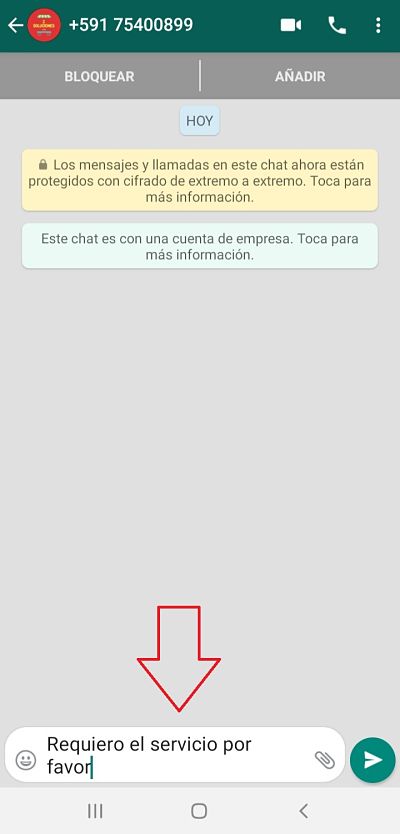 +591 75400899
BLOQUEAR
AÑADIR
HOY
Los mensajes y llamadas en este chat ahora están
protegidos con cifrado de extremo a extremo. Toca para
más información.
Este chat es con una cuenta de empresa. Toca para
más información.
Requiero el servicio por
favor